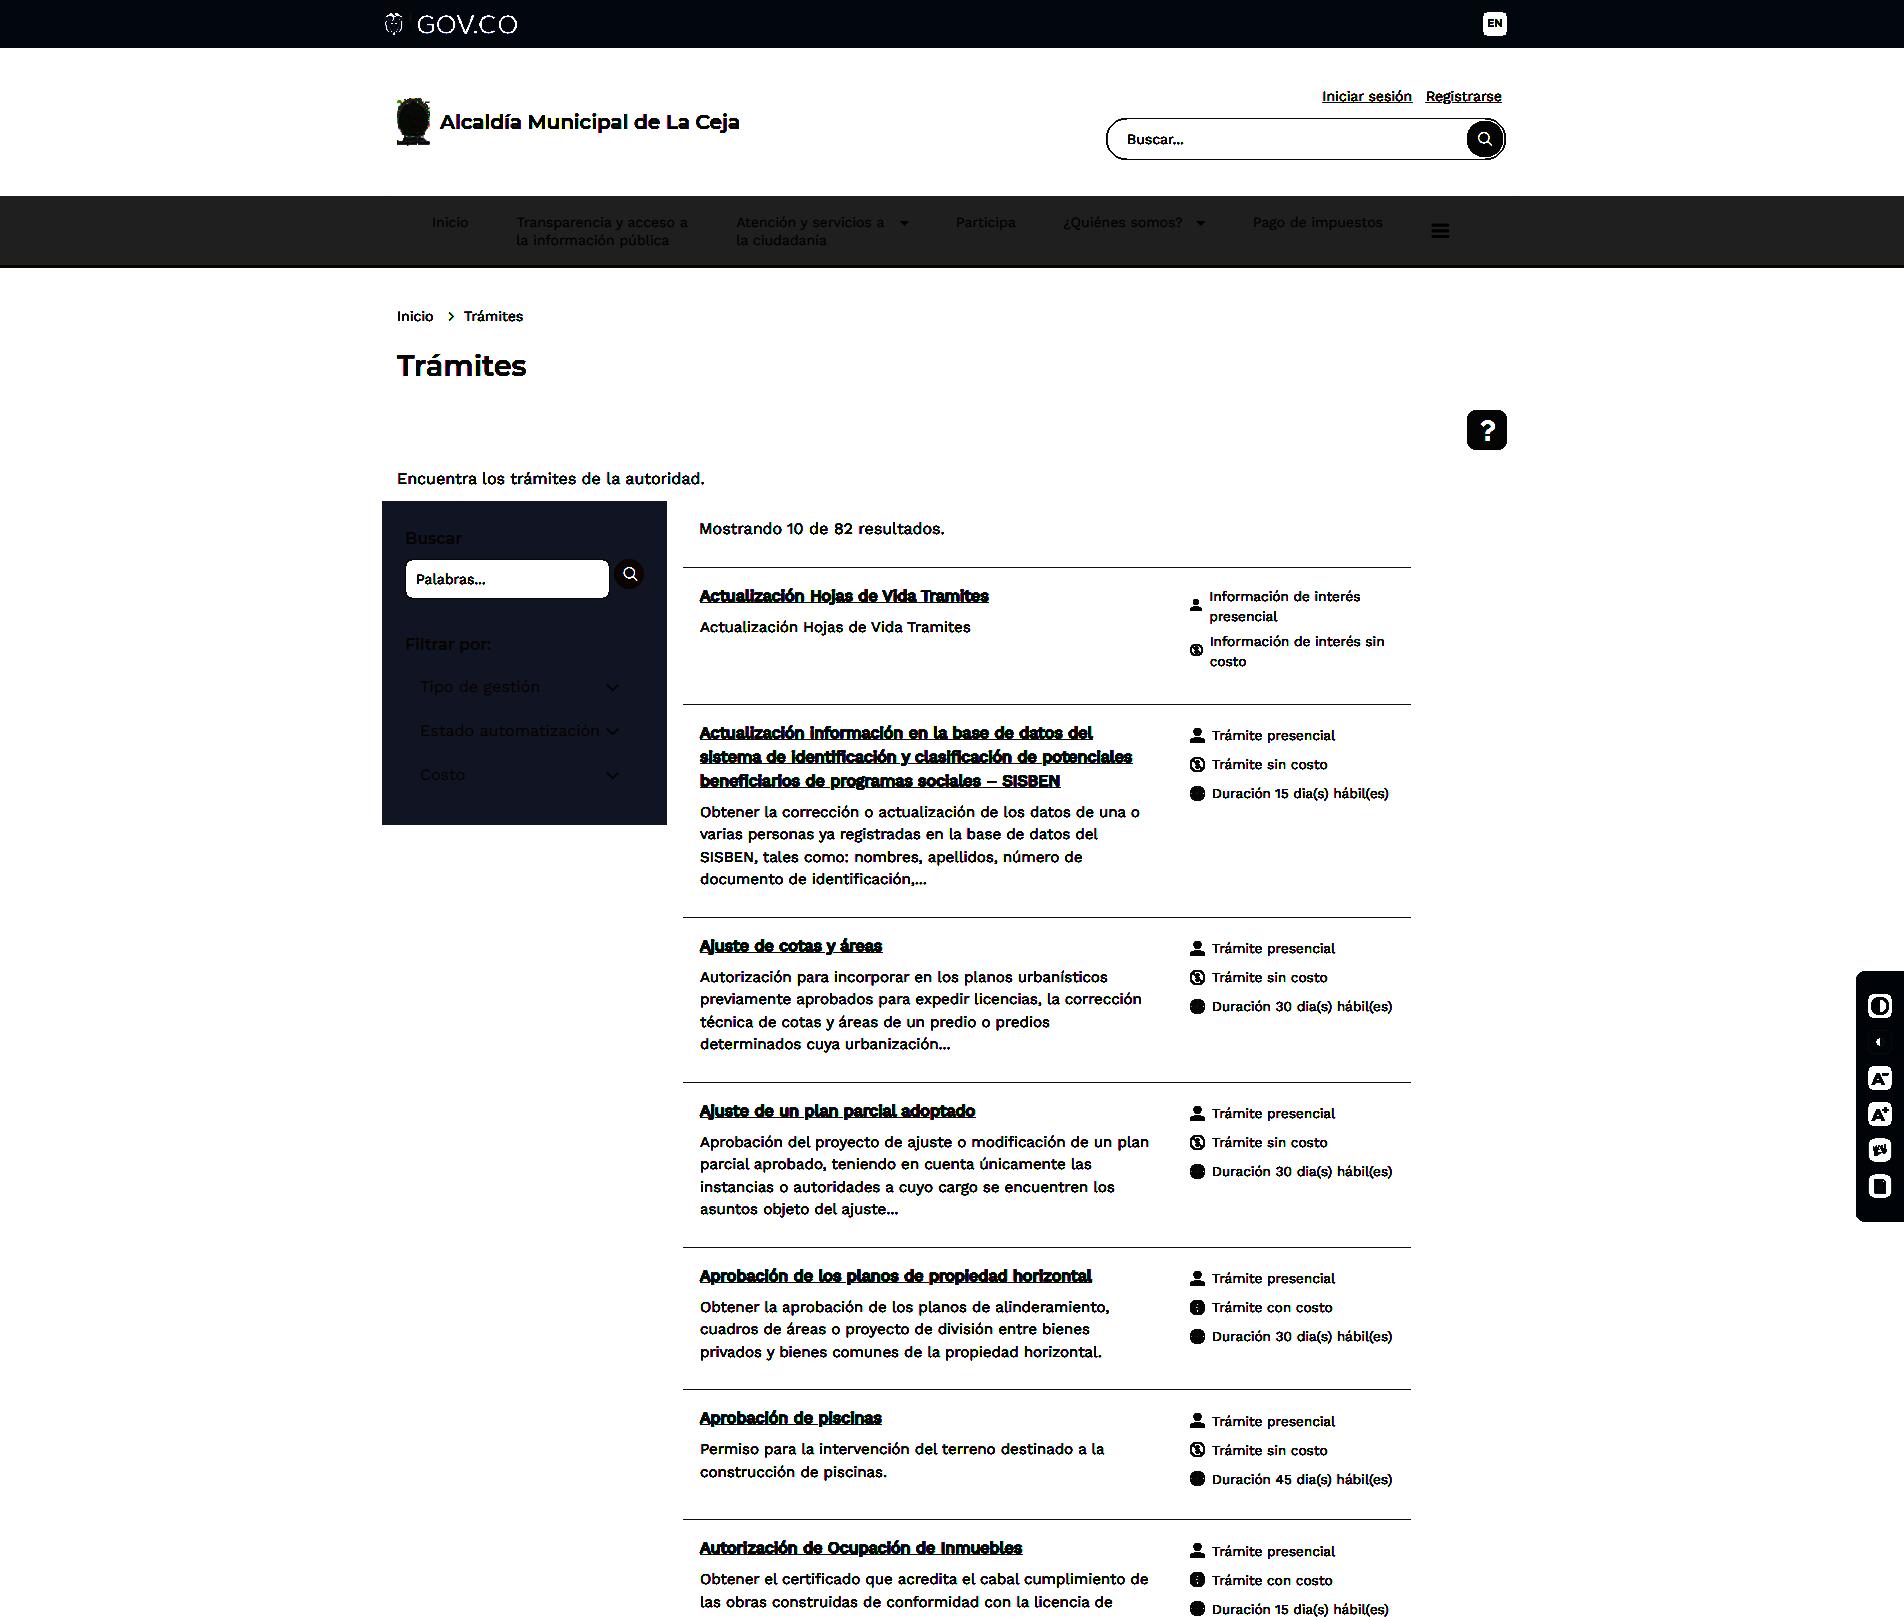 GOV.CO
EN
Alcaldía Municipal de La Ceja
Iniciar sesión Registrarse
Buscar...
Inicio
Transparencia y acceso a
la información pública
Atención y servicios a
la ciudadanía
Participa
¿Quiénes somos?
Pago de impuestos
Inicio > Trámites
Trámites
?
Encuentra los trámites de la autoridad.
Buscar
Palabras...
Filtrar por:
Tipo de gestión
Estado automatización
Costo
Mostrando 10 de 82 resultados.
Actualización Hojas de Vida Tramites
Actualización Hojas de Vida Tramites
Información de interés
presencial
Información de interés sin
costo
Actualización información en la base de datos del
sistema de identificación y clasificación de potenciales
beneficiarios de programas sociales – SISBEN
Obtener la corrección o actualización de los datos de una o
varias personas ya registradas en la base de datos del
SISBEN, tales como: nombres, apellidos, número de
documento de identificación,...
Trámite presencial
Trámite sin costo
Duración 15 dia(s) hábil(es)
Ajuste de cotas y áreas
Autorización para incorporar en los planos urbanísticos
previamente aprobados para expedir licencias, la corrección
técnica de cotas y áreas de un predio o predios
determinados cuya urbanización...
Trámite presencial
Trámite sin costo
Duración 30 dia(s) hábil(es)
Ajuste de un plan parcial adoptado
Aprobación del proyecto de ajuste o modificación de un plan
parcial aprobado, teniendo en cuenta únicamente las
instancias o autoridades a cuyo cargo se encuentren los
asuntos objeto del ajuste...
Trámite presencial
Trámite sin costo
Duración 30 dia(s) hábil(es)
Aprobación de los planos de propiedad horizontal
Obtener la aprobación de los planos de alinderamiento,
cuadros de áreas o proyecto de división entre bienes
privados y bienes comunes de la propiedad horizontal.
Trámite presencial
Trámite con costo
Duración 30 dia(s) hábil(es)
Aprobación de piscinas
Permiso para la intervención del terreno destinado a la
construcción de piscinas.
Trámite presencial
Trámite sin costo
Duración 45 dia(s) hábil(es)
Autorización de Ocupación de Inmuebles
Obtener el certificado que acredita el cabal cumplimiento de
las obras construidas de conformidad con la licencia de
Trámite presencial
Trámite con costo
Duración 15 dia(s) hábil(es)
A-
A+